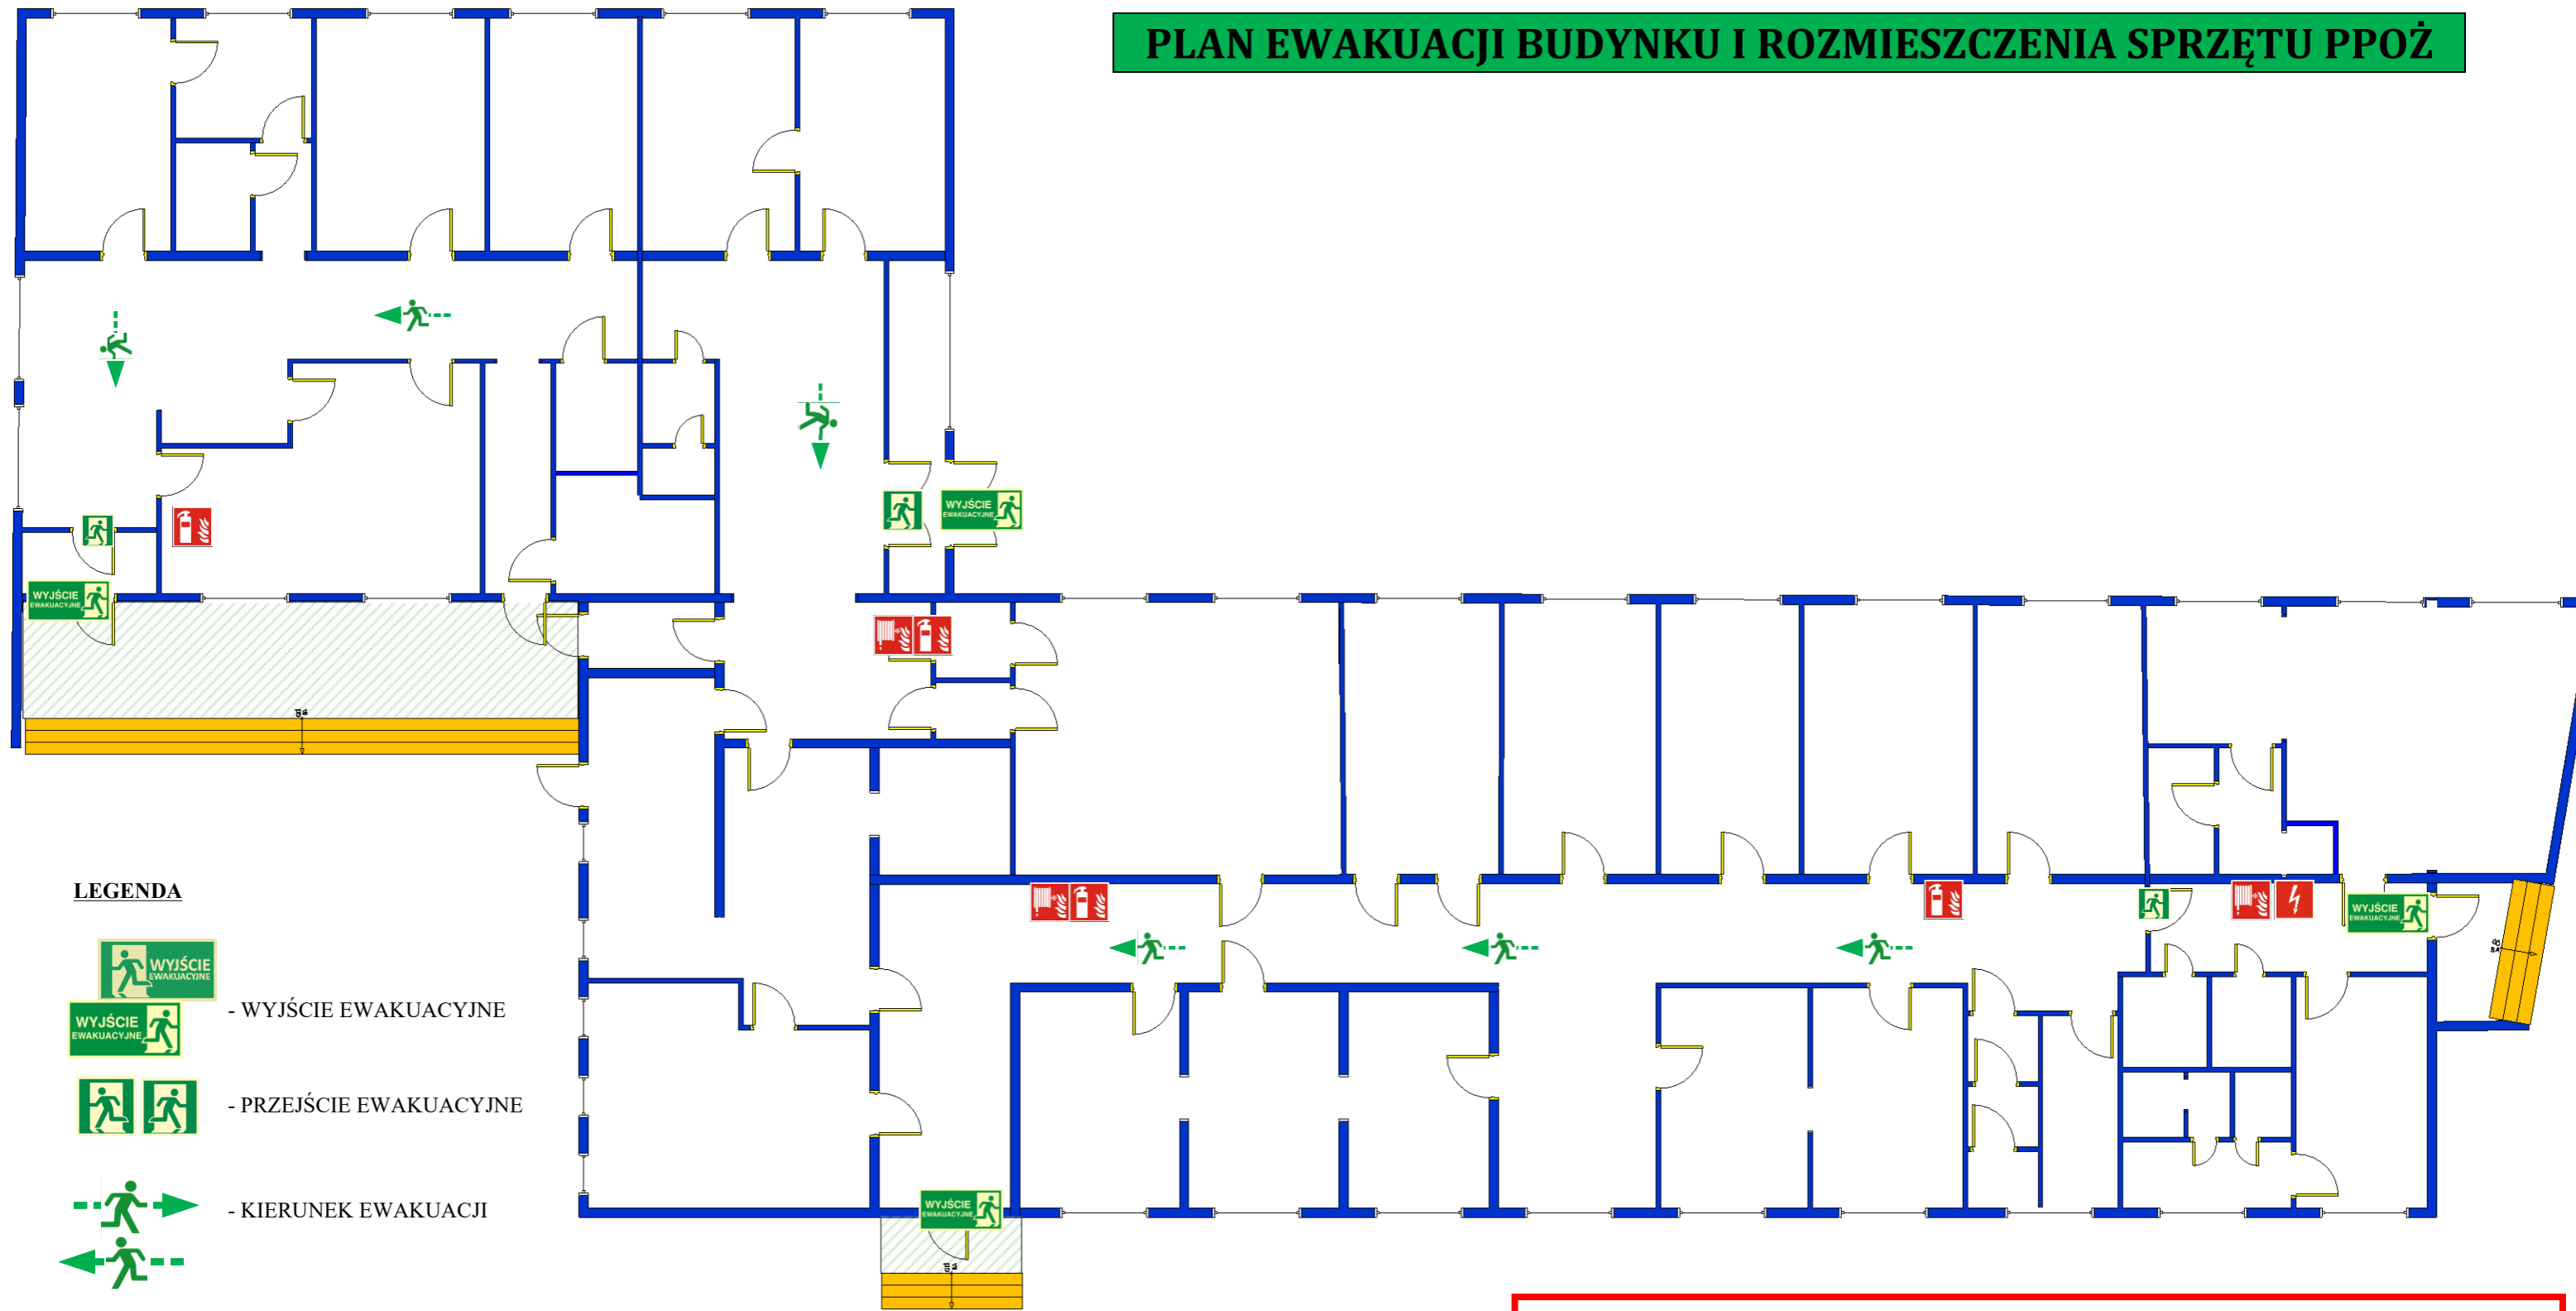 PLAN EWAKUACJI BUDYNKU I ROZMIESZCZENIA SPRZĘTU PPOŻ
WYJŚCIE
EWAKUACYJNE
WYJŚCIE
EWAKUACYJNE
WYJŚCIE
EWAKUACYJNE
LEGENDA
WYJŚCIE
EWAKUACYJNE
WYJŚCIE
EWAKUACYJNE
- WYJŚCIE EWAKUACYJNE
- PRZEJŚCIE EWAKUACYJNE
- KIERUNEK EWAKUACJI
WYJŚCIE
EWAKUACYJNE